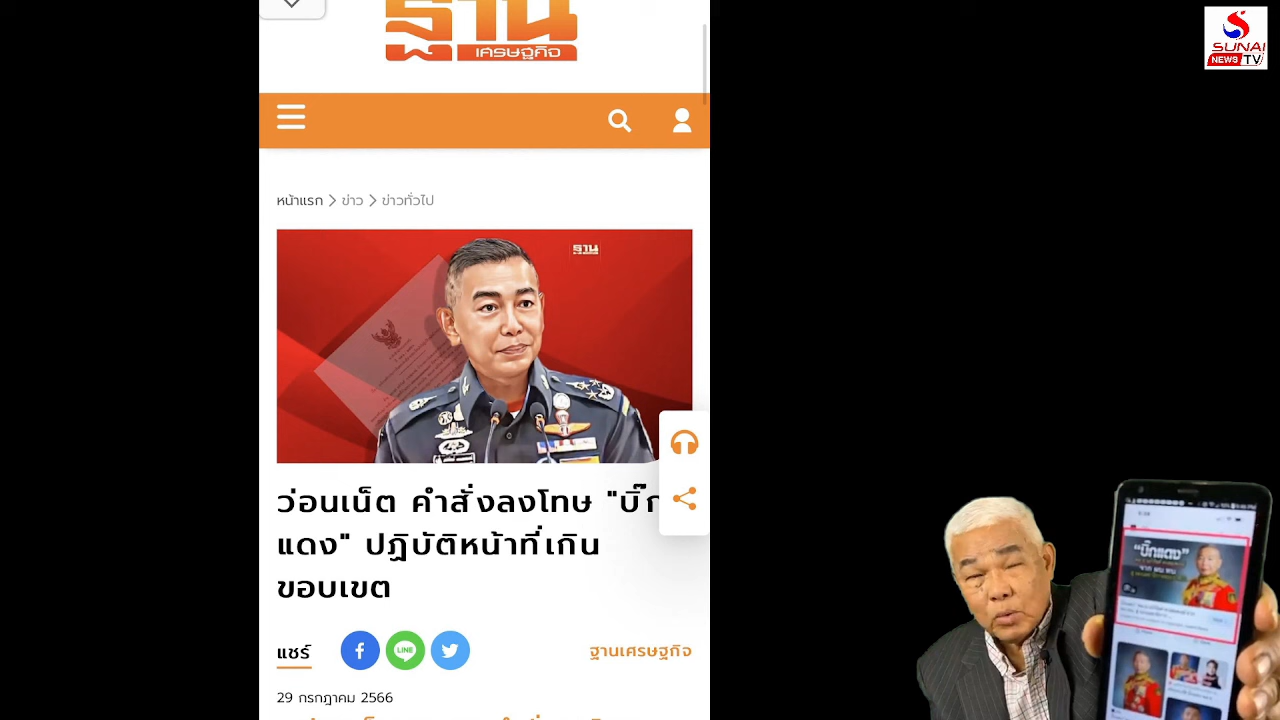 ฐาน
เศรษฐกิจ
SUNAI
NEWS TV
หน้าแรก > ข่าว > ข่าวทั่วไป
ฐาน
ว่อนเน็ต คำสั่งลงโทษ "บิ๊ก
แดง" ปฏิบัติหน้าที่เกิน
ขอบเขต
แชร์
LINE
ฐานเศรษฐกิจ
29 กรกฎาคม 2566
"บิ๊กแดง"